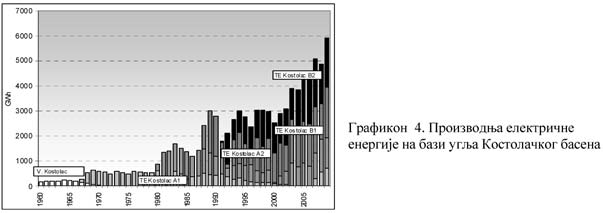 7000
6000
5000
4000
3000
2000
1000
0
GWh
TE Kostolac B2
TE Kostolac B1
TE Kostolac A2
V. Kostolac
TE Kostolac A1
1960
1965
1970
1975
1980
1985
1990
1995
2000
2005
Графикон 4. Производња електричне
енергије на бази угља Костолачког басена